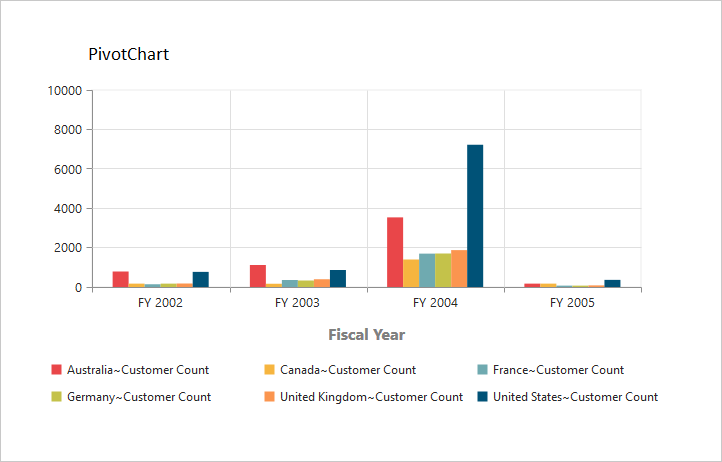 PivotChart
10000
8000
6000
4000
2000
0
FY 2002 FY 2003 FY 2004 FY 2005
Fiscal Year
Australia~Customer Count Canada~Customer Count France~Customer Count
Germany~Customer Count United Kingdom~Customer Count United States~Customer Count